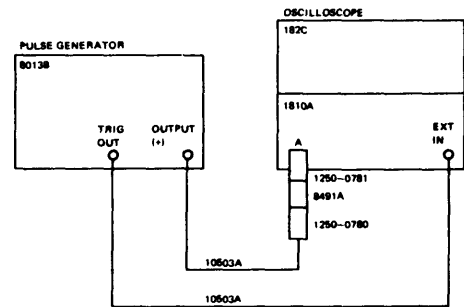 OSCILLOSCOPE
182C
PULSE GENERATOR
8013B
1810A
TRIG OUT
OUTPUT (+)
A
EXT IN
1250-0781
8491A
1250-0780
10503A
10503A